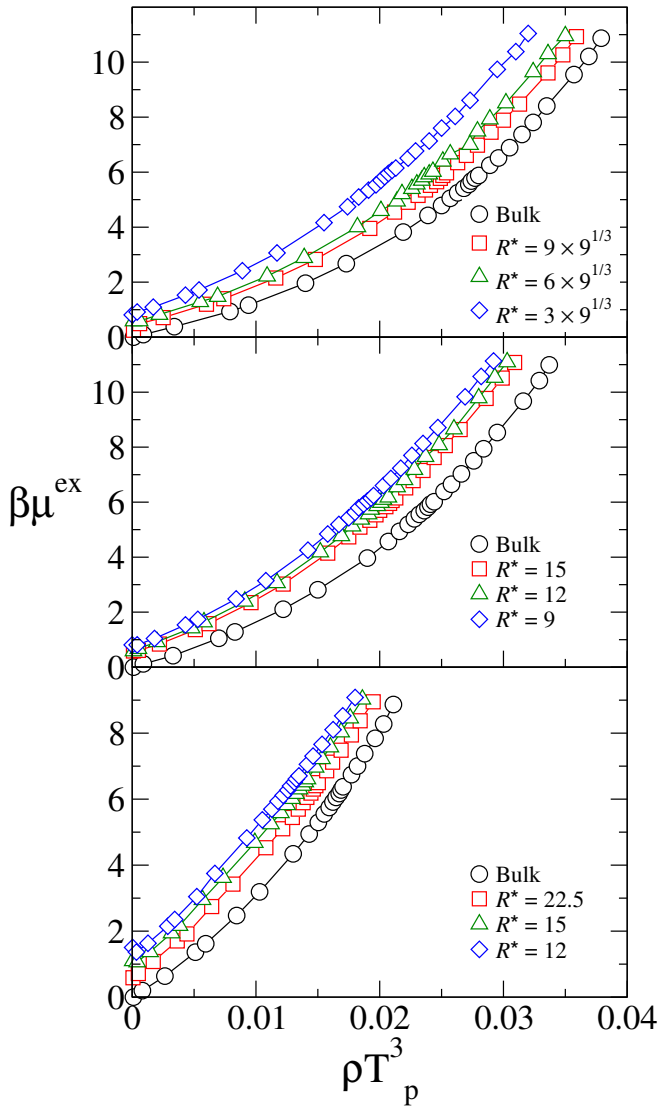 10
8
6
4
2
0
Bulk
R* = 9 × 9^{1/3}
R* = 6 × 9^{1/3}
R* = 3 × 9^{1/3}
βμ^{ex}
10
8
6
4
2
0
Bulk
R* = 15
R* = 12
R* = 9
8
6
4
2
0
Bulk
R* = 22.5
R* = 15
R* = 12
0 0.01 0.02 0.03 0.04
ρT_p^3